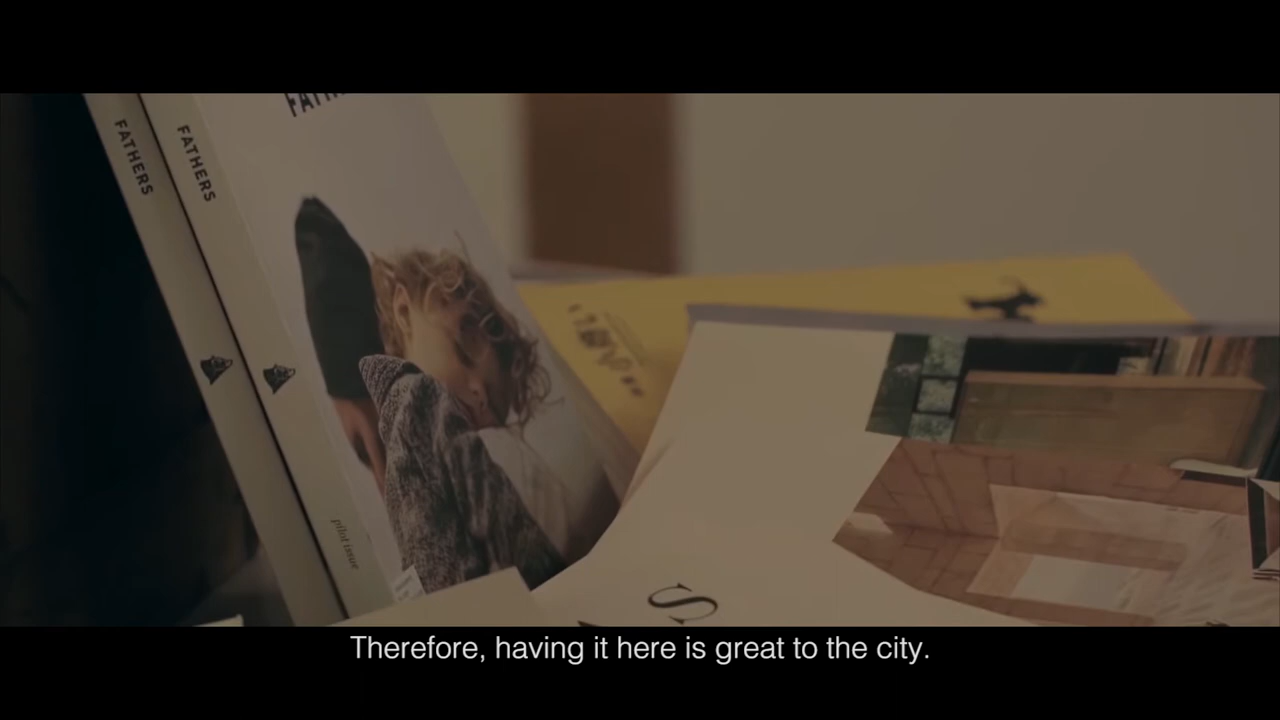 FATHERS
FATHERS
pilot issue
S
Therefore, having it here is great to the city.